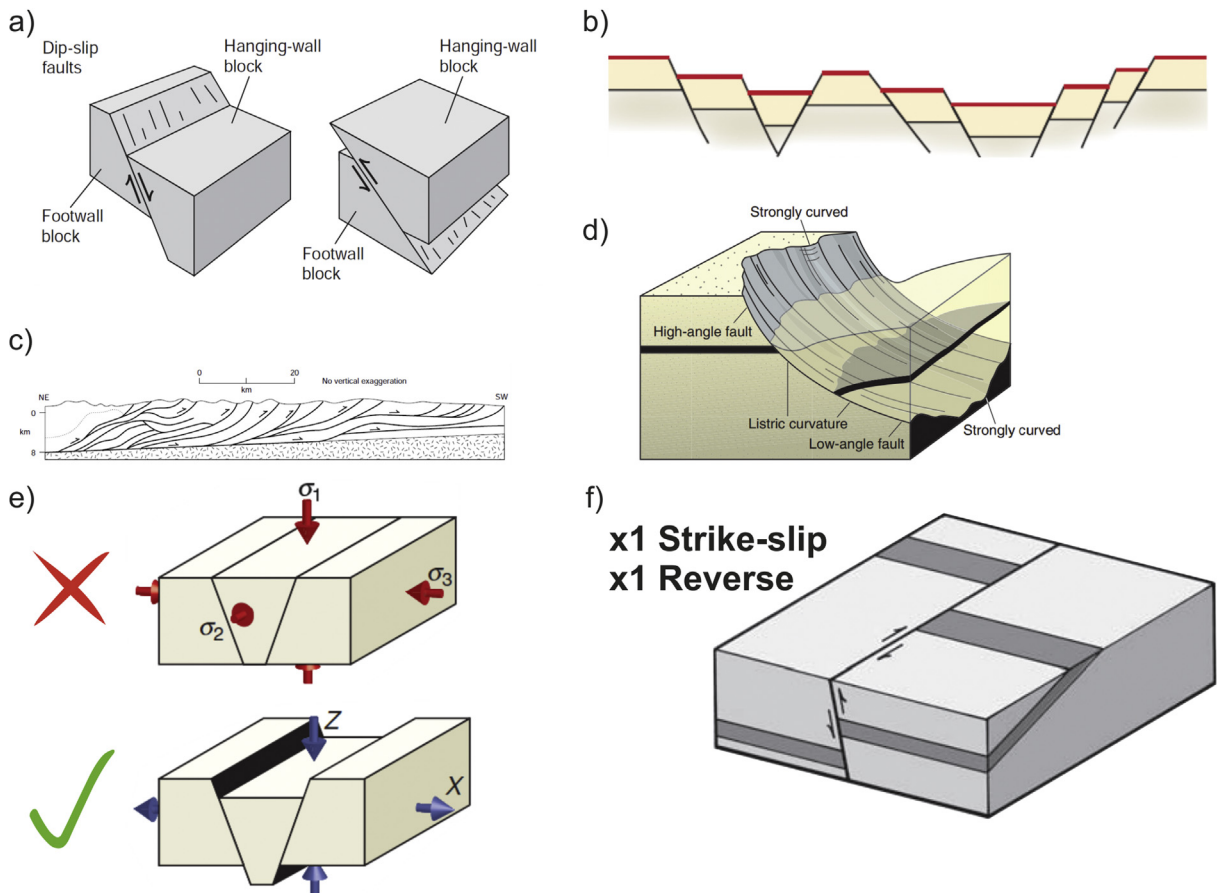 a)
Dip-slip
faults
Hanging-wall
block
Footwall
block
Hanging-wall
block
Footwall
block
b)
c)
0 20
km
No vertical exaggeration
NE
SW
0
km
8
d)
Strongly curved
High-angle fault
Listric curvature
Low-angle fault
Strongly curved
e)
σ1
σ3
σ2
Z
X
f)
x1 Strike-slip
x1 Reverse